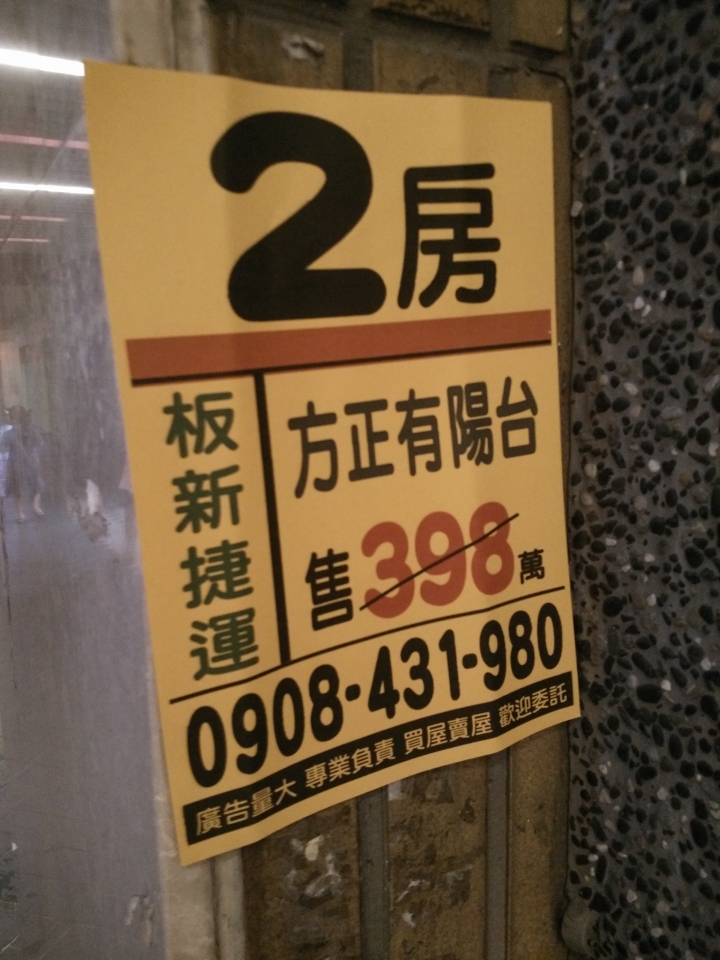 2房
板新捷運
方正有陽台
售398萬
0908-431-980
廣告量大 專業負責 買屋賣屋 歡迎委託